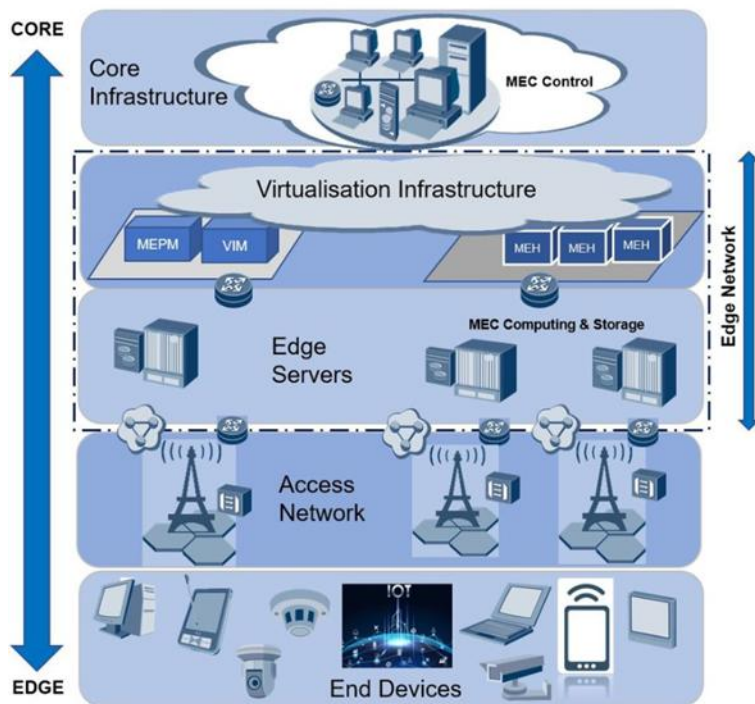 CORE
Core
Infrastructure
MEC Control
Virtualisation Infrastructure
MEPM
VIM
MEH
MEH
MEH
Edge Network
MEC Computing & Storage
Edge
Servers
Access
Network
IOT
EDGE
End Devices